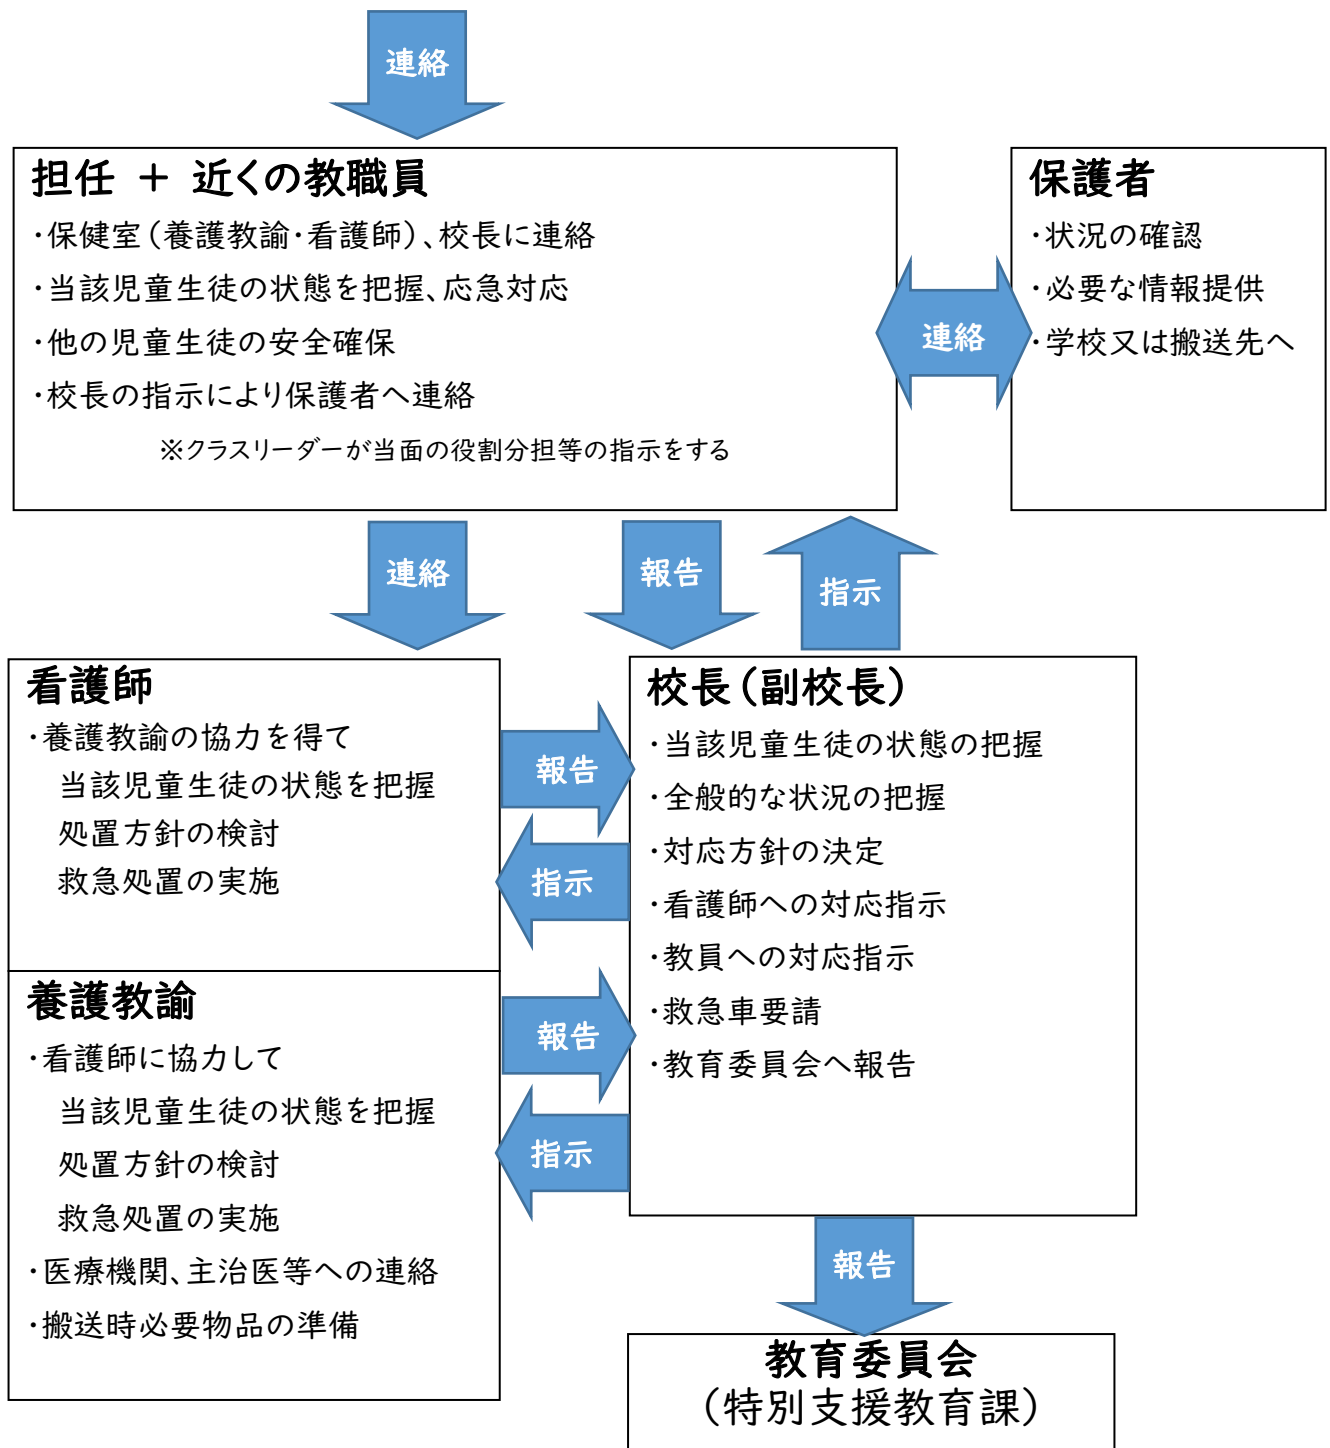 連絡
担任 + 近くの教職員
・保健室(養護教諭・看護師)、校長に連絡
・当該児童生徒の状態を把握、応急対応
・他の児童生徒の安全確保
・校長の指示により保護者へ連絡
※クラスリーダーが当面の役割分担等の指示をする
連絡
保護者
・状況の確認
・必要な情報提供
・学校又は搬送先へ
連絡
報告
指示
看護師
・養護教諭の協力を得て
当該児童生徒の状態を把握
処置方針の検討
救急処置の実施
報告
指示
養護教諭
・看護師に協力して
当該児童生徒の状態を把握
処置方針の検討
救急処置の実施
・医療機関、主治医等への連絡
・搬送時必要物品の準備
報告
指示
校長(副校長)
・当該児童生徒の状態の把握
・全般的な状況の把握
・対応方針の決定
・看護師への対応指示
・教員への対応指示
・救急車要請
・教育委員会へ報告
報告
教育委員会
(特別支援教育課)